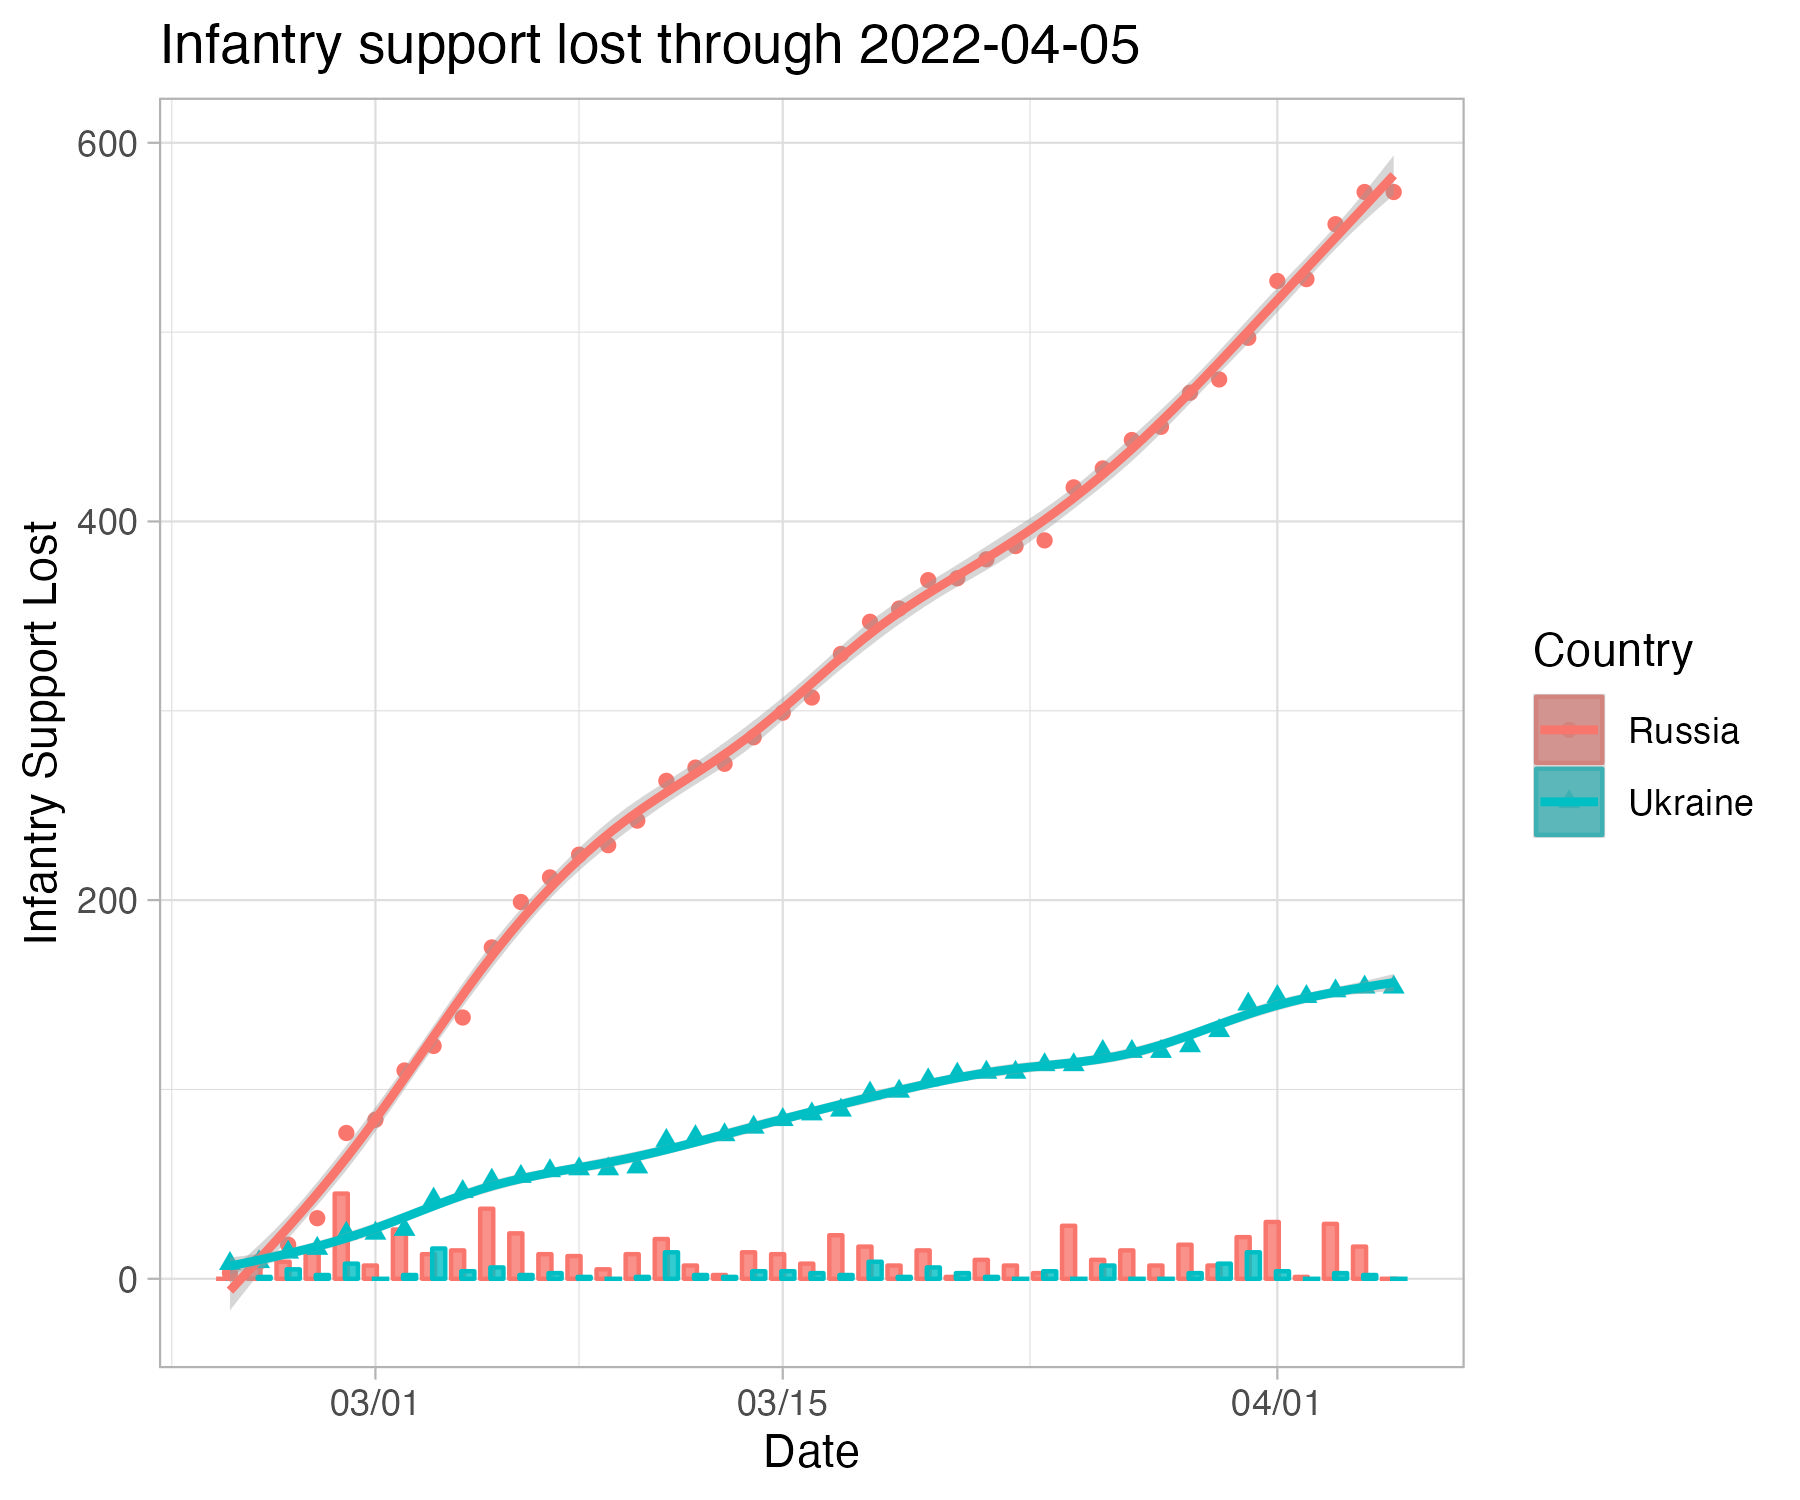 Infantry support lost through 2022-04-05
600
400
200
0
Infantry Support Lost
03/01
03/15
04/01
Date
Country
Russia
Ukraine